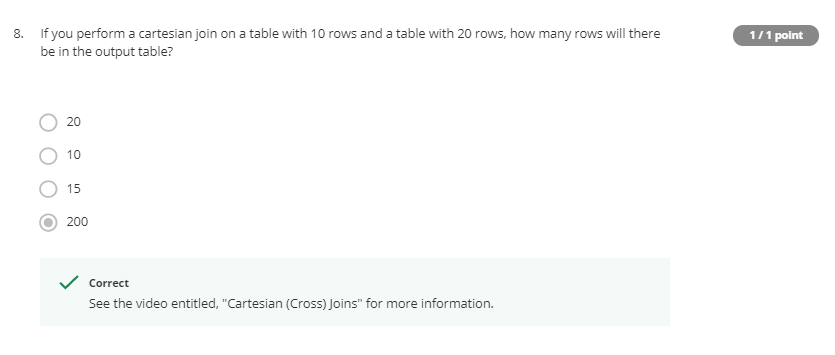 8. If you perform a cartesian join on a table with 10 rows and a table with 20 rows, how many rows will there
be in the output table?
1 / 1 point
20
10
15
200
Correct
See the video entitled, "Cartesian (Cross) Joins" for more information.